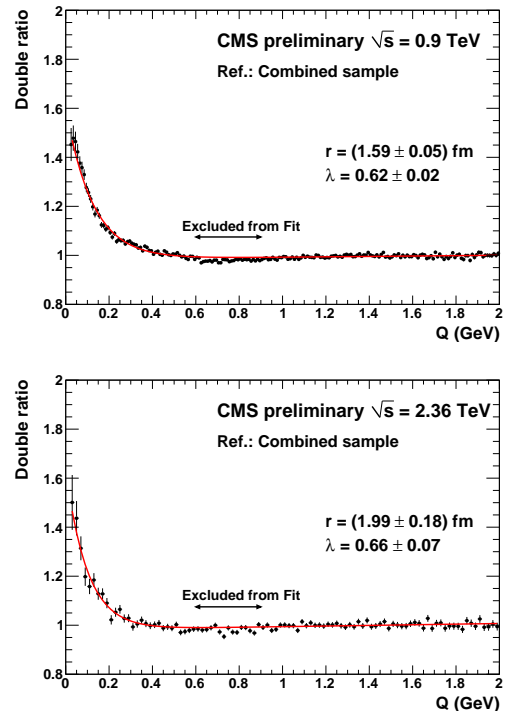 Double ratio
2
1.8
1.6
1.4
1.2
1
0.8
CMS preliminary √s = 0.9 TeV
Ref.: Combined sample
r = (1.59 ± 0.05) fm
λ = 0.62 ± 0.02
Excluded from Fit
0 0.2 0.4 0.6 0.8 1 1.2 1.4 1.6 1.8 2
Q (GeV)
Double ratio
2
1.8
1.6
1.4
1.2
1
0.8
CMS preliminary √s = 2.36 TeV
Ref.: Combined sample
r = (1.99 ± 0.18) fm
λ = 0.66 ± 0.07
Excluded from Fit
0 0.2 0.4 0.6 0.8 1 1.2 1.4 1.6 1.8 2
Q (GeV)